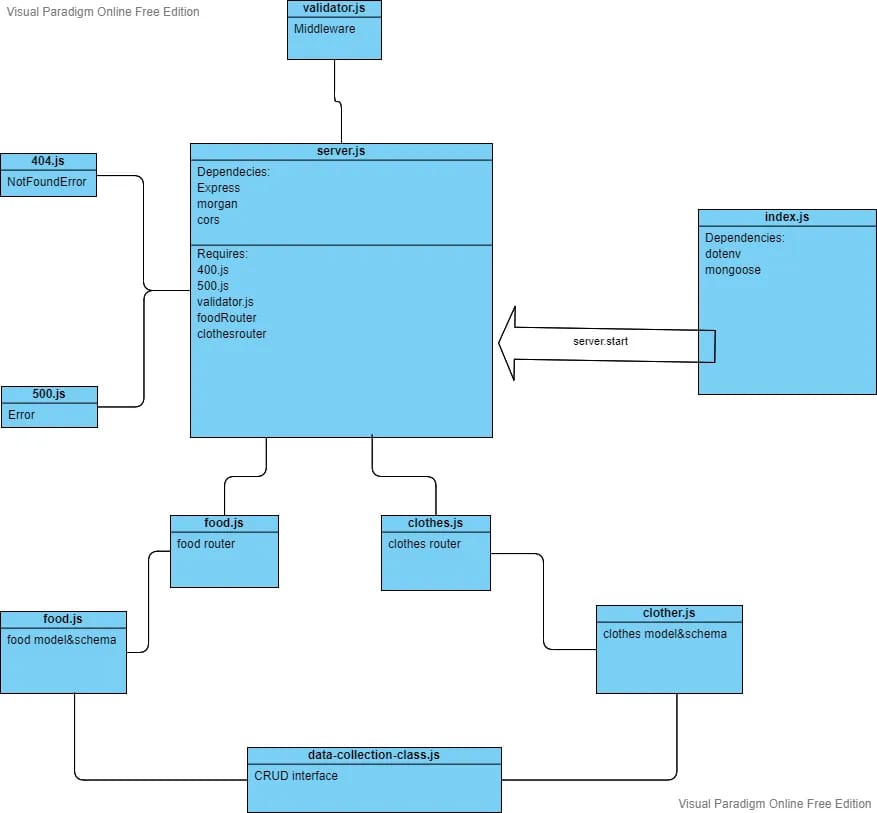 Visual Paradigm Online Free Edition
validator.js
Middleware
404.js
NotFoundError
server.js
Dependecies:
Express
morgan
cors
Requires:
400.js
500.js
validator.js
foodRouter
clothesrouter
index.js
Dependencies:
dotenv
mongoose
server.start
500.js
Error
food.js
food router
clothes.js
clothes router
food.js
food model&schema
clother.js
clothes model&schema
data-collection-class.js
CRUD interface
Visual Paradigm Online Free Edition